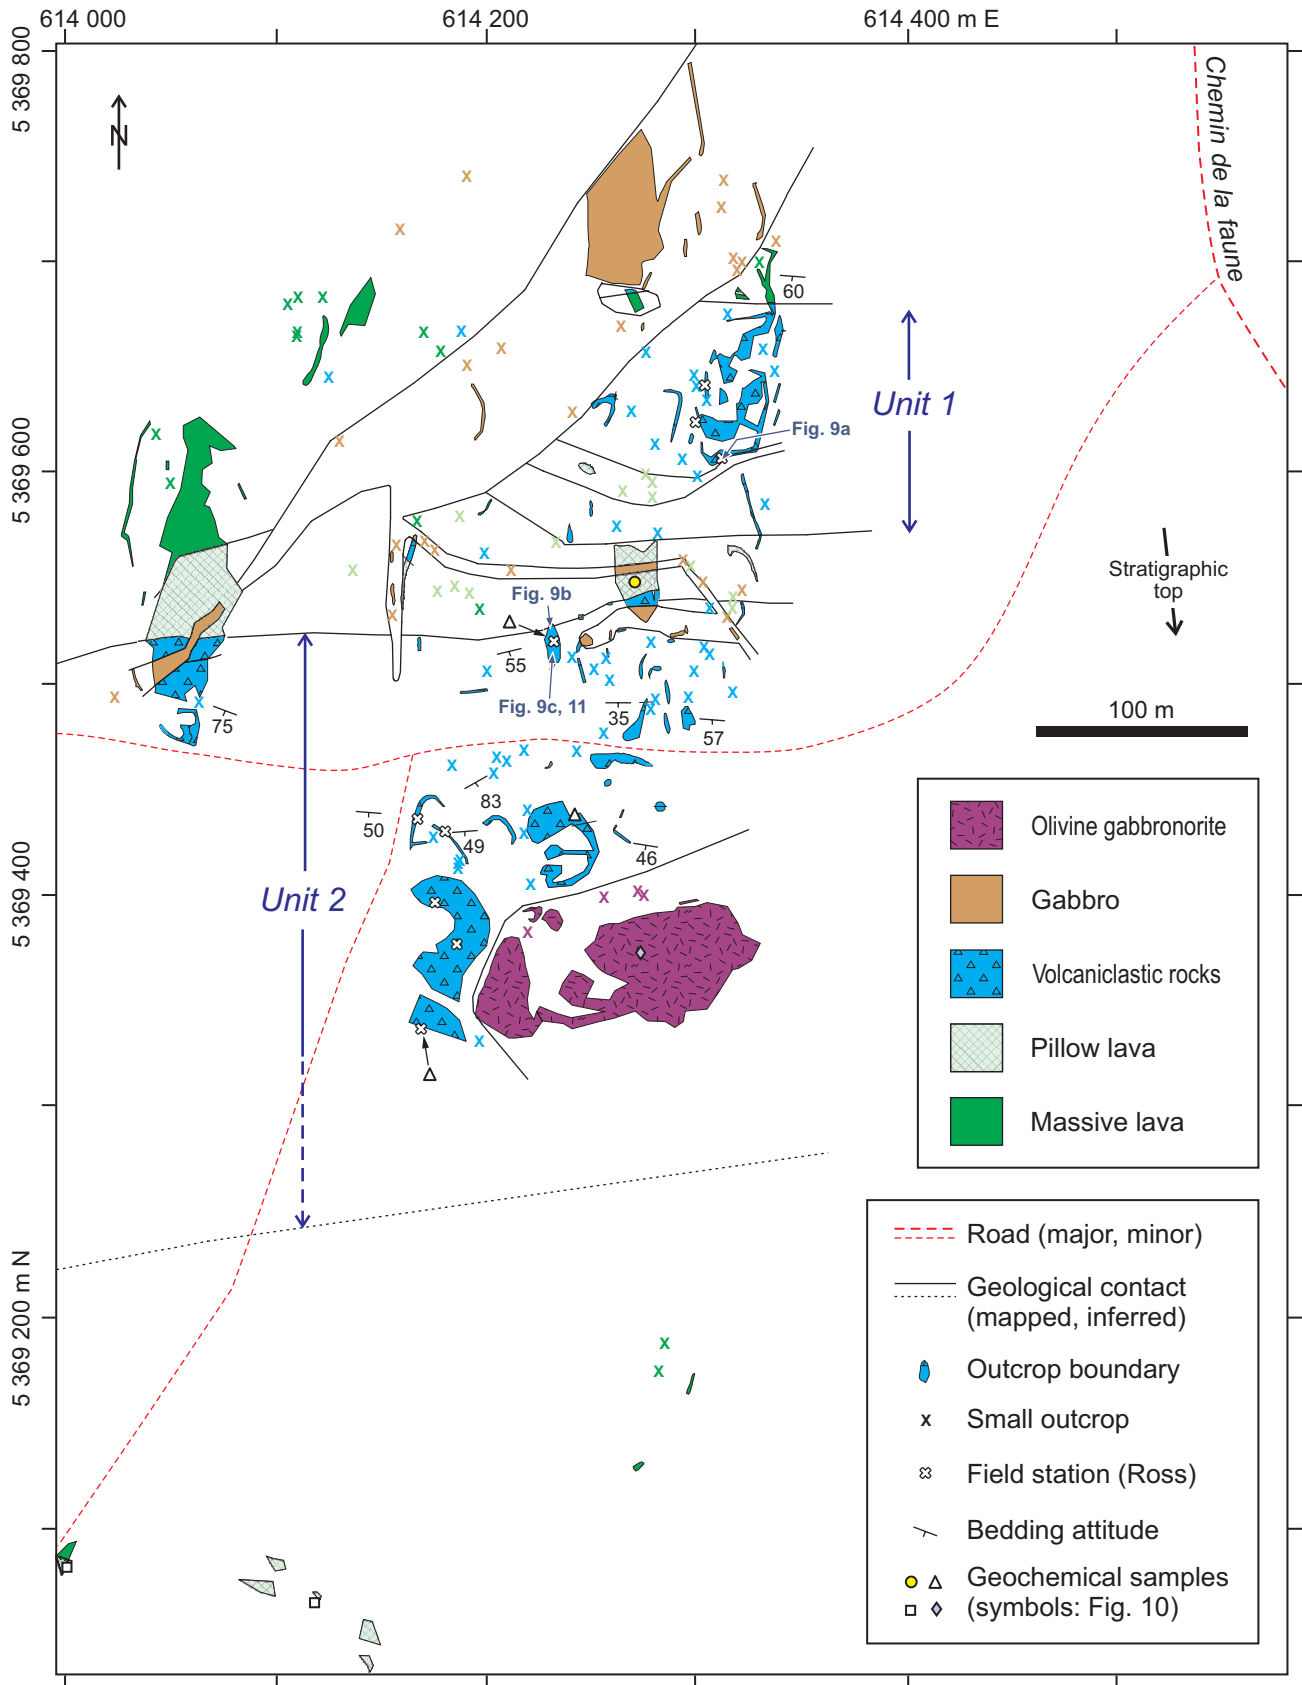 614 000
614 200
614 400 m E
5 369 800
5 369 600
5 369 400
5 369 200 m N
N
Chemin de la faune
60
Unit 1
Fig. 9a
Stratigraphic
top
Fig. 9b
55
Fig. 9c, 11
35
57
75
100 m
83
50
49
46
Unit 2
Olivine gabbronorite
Gabbro
Volcaniclastic rocks
Pillow lava
Massive lava
Road (major, minor)
Geological contact
(mapped, inferred)
Outcrop boundary
x Small outcrop
Field station (Ross)
Bedding attitude
Geochemical samples
(symbols: Fig. 10)